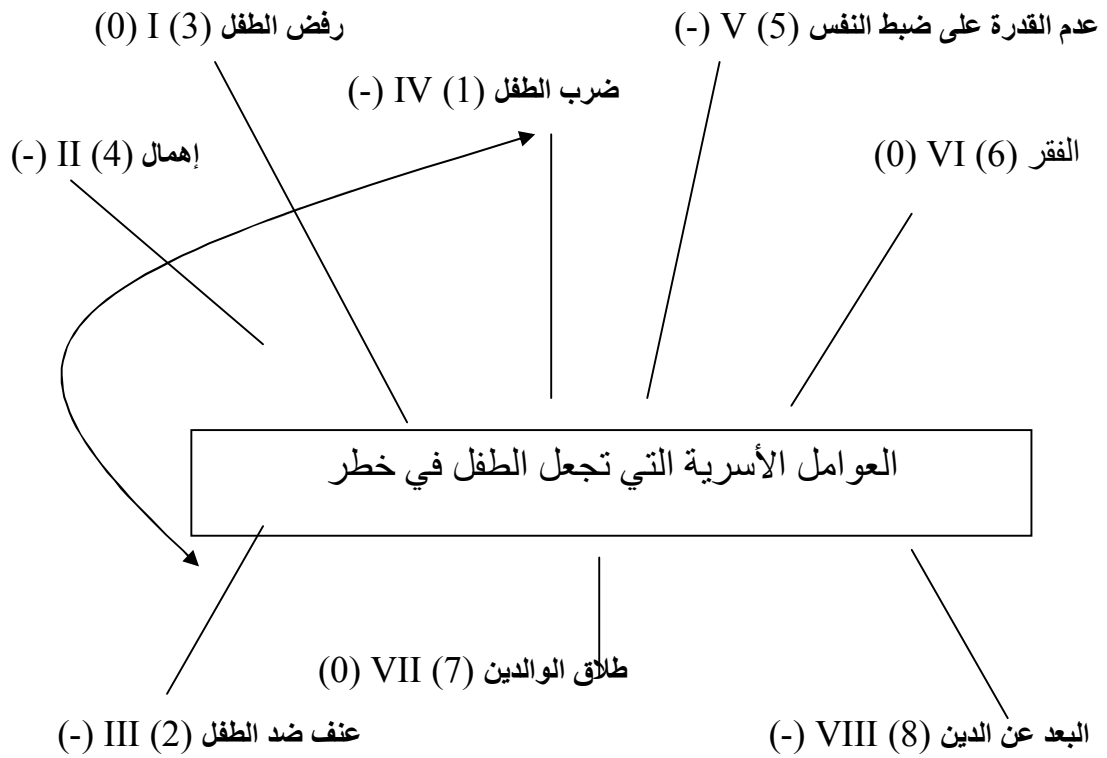 رفض الطفل (3) I (0)
عدم القدرة على ضبط النفس (5) V (-)
ضرب الطفل (1) IV (-)
إهمال (4) II (-)
الفقر (6) VI (0)
العوامل الأسرية التي تجعل الطفل في خطر
طلاق الوالدين (7) VII (0)
عنف ضد الطفل (2) III (-)
البعد عن الدين (8) VIII (-)